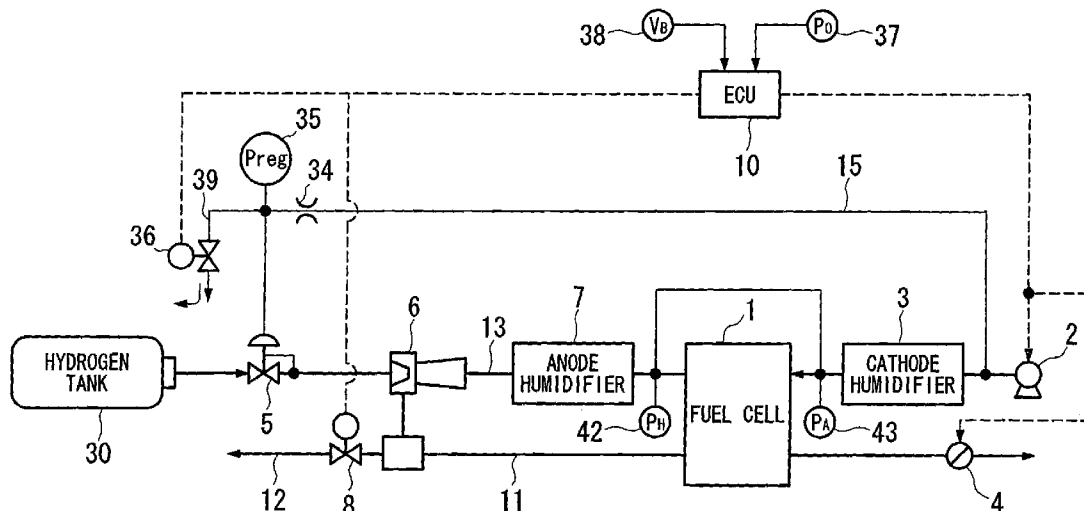 38
VB
PO
37
ECU
10
35
Preg
34
39
15
36
6
13
7
1
3
2
HYDROGEN
TANK
ANODE
HUMIDIFIER
CATHODE
HUMIDIFIER
FUEL CELL
5
42
PH
PA
43
30
12
8
11
4